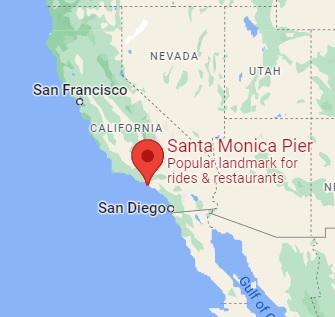 NEVADA
UTAH
San Francisco
CALIFORNIA
Santa Monica Pier
Popular landmark for
rides & restaurants
San Diego
Gulf of